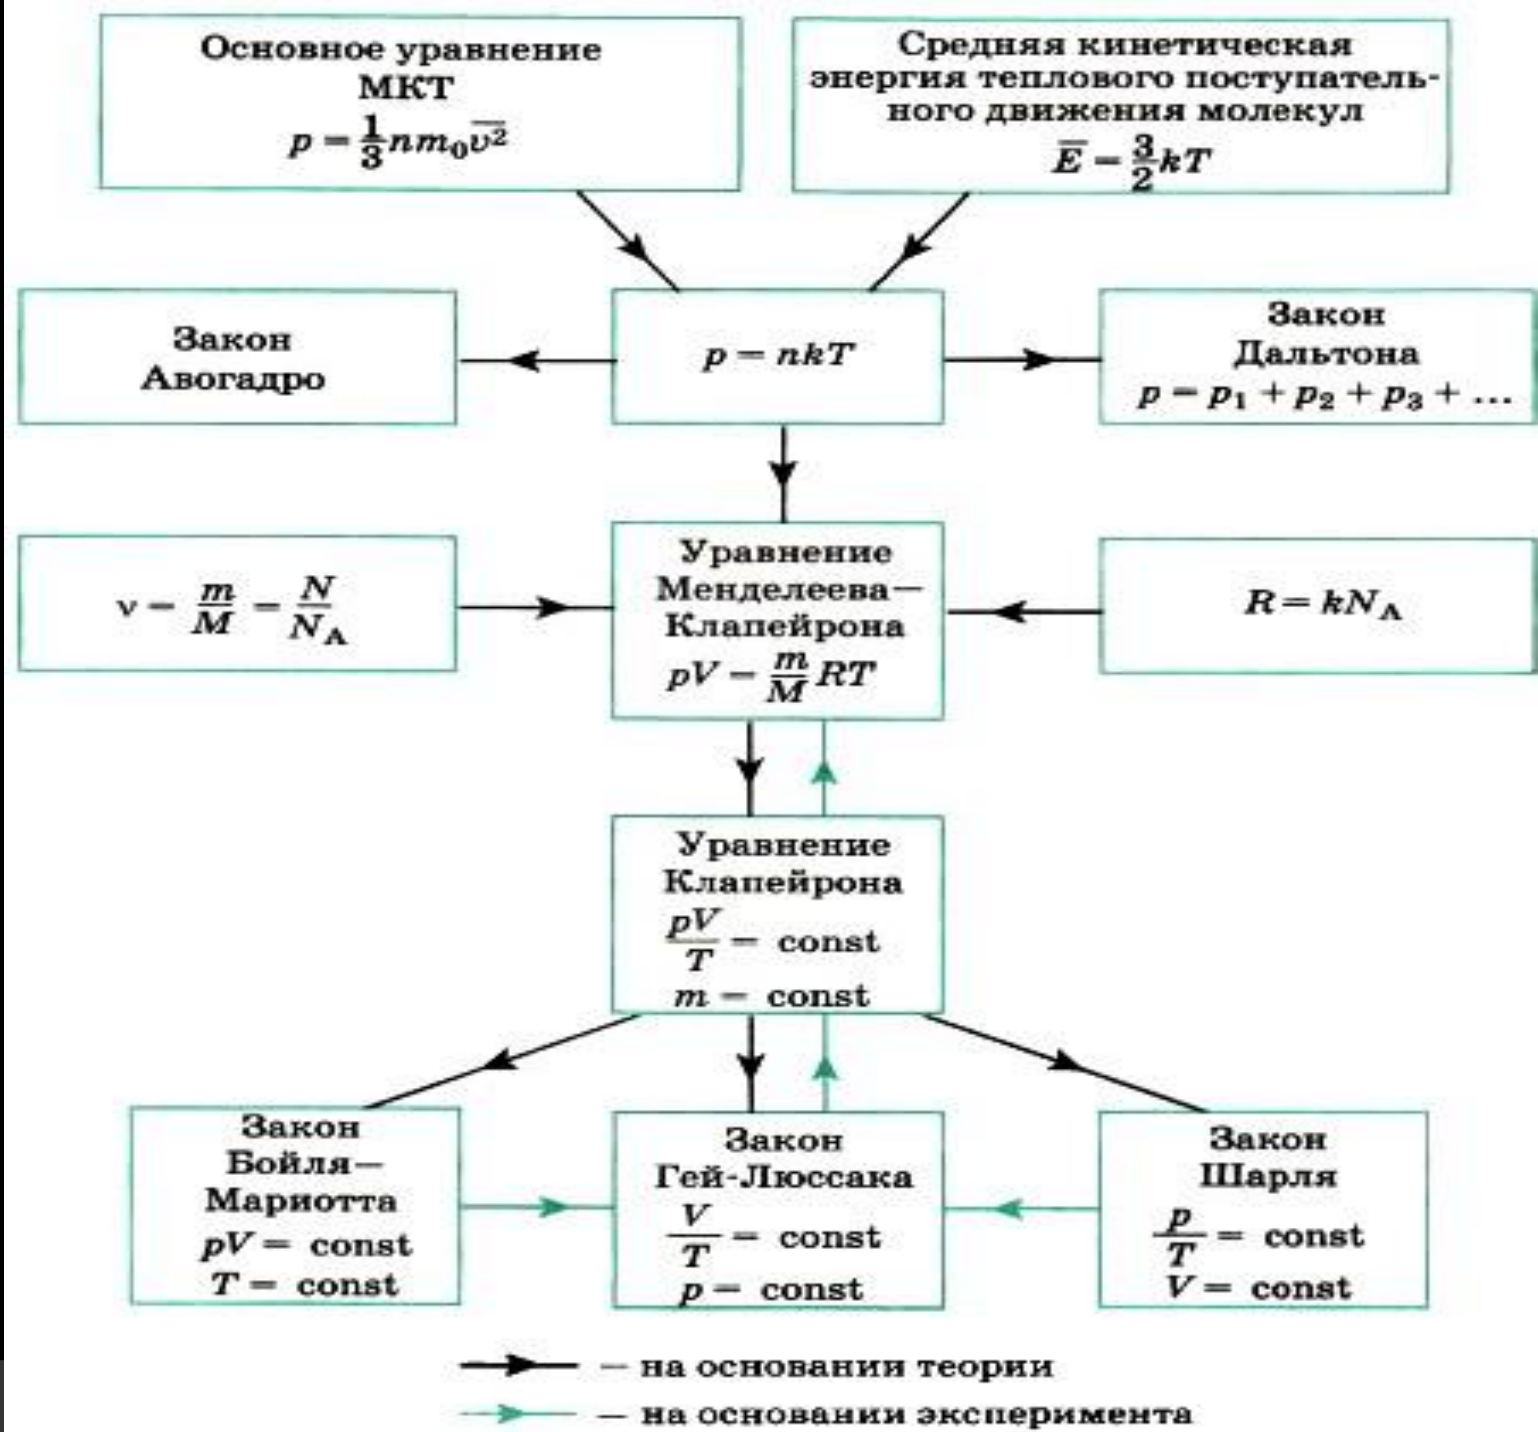 Основное уравнение
МКТ
p = 1/3 nm₀v̅²
Средняя кинетическая
энергия теплового поступатель-
ного движения молекул
E̅ = 3/2 kT
Закон
Авогадро
p = nkT
Закон
Дальтона
p = p₁ + p₂ + p₃ + ...
ν = m/M = N/N_A
Уравнение
Менделеева—
Клапейрона
pV = m/M RT
R = kN_A
Уравнение
Клапейрона
pV/T = const
m = const
Закон
Бойля—
Мариотта
pV = const
T = const
Закон
Гей-Люссака
V/T = const
p = const
Закон
Шарля
p/T = const
V = const
— на основании теории
— на основании эксперимента